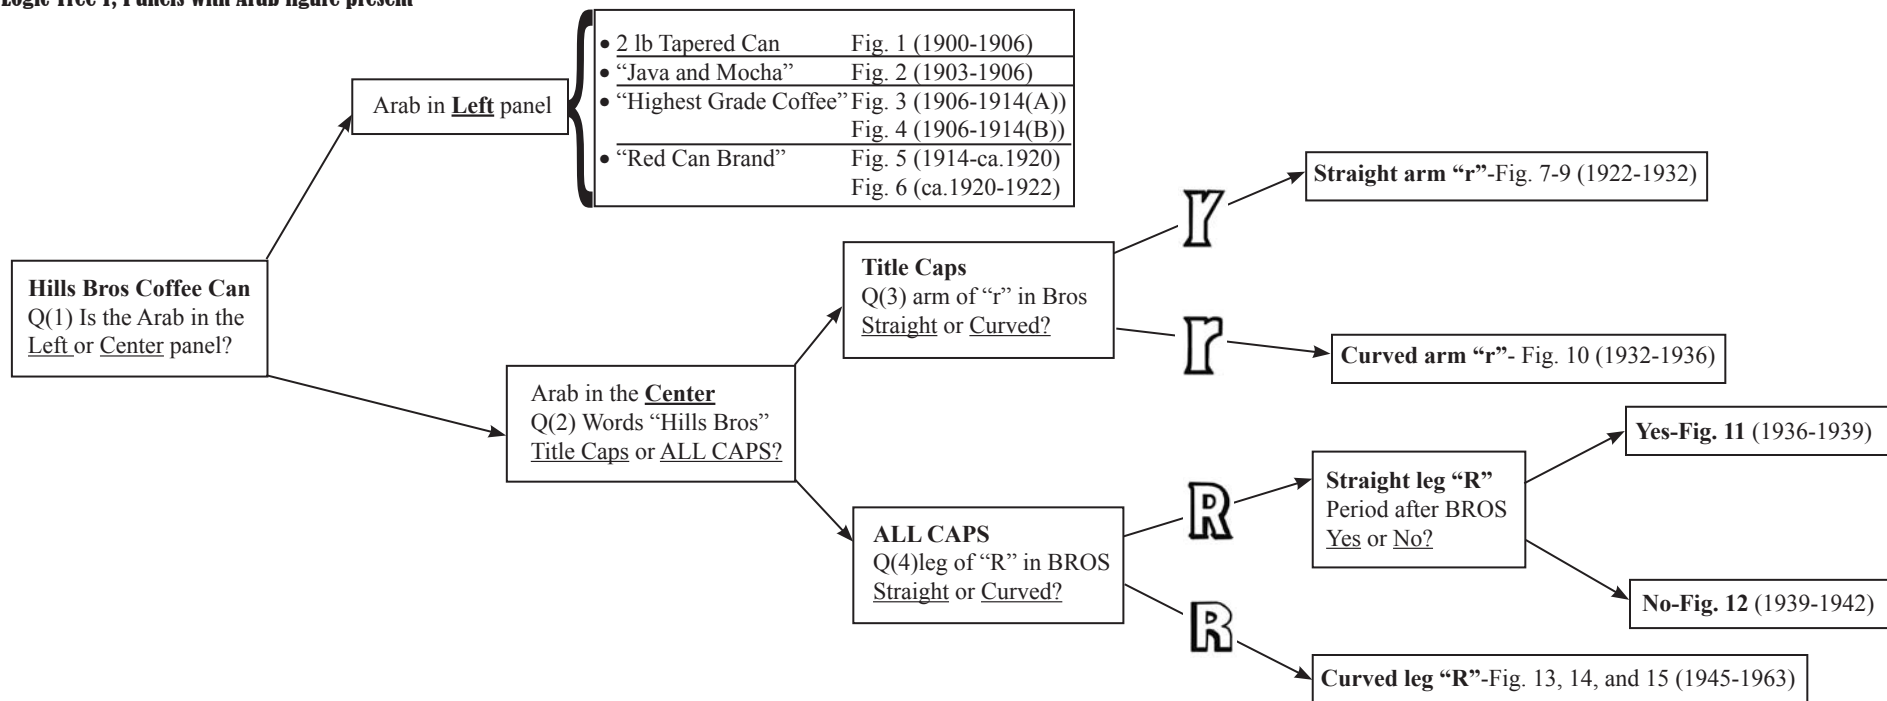 Logic Tree 1, Panels with Arab figure present
• 2 lb Tapered Can Fig. 1 (1900-1906)
• “Java and Mocha” Fig. 2 (1903-1906)
• “Highest Grade Coffee” Fig. 3 (1906-1914(A))
Fig. 4 (1906-1914(B))
• “Red Can Brand” Fig. 5 (1914-ca.1920)
Fig. 6 (ca.1920-1922)
Arab in Left panel
Hills Bros Coffee Can
Q(1) Is the Arab in the
Left or Center panel?
Arab in the Center
Q(2) Words “Hills Bros”
Title Caps or ALL CAPS?
Title Caps
Q(3) arm of “r” in Bros
Straight or Curved?
r
Straight arm “r”-Fig. 7-9 (1922-1932)
r
Curved arm “r”- Fig. 10 (1932-1936)
ALL CAPS
Q(4)leg of “R” in BROS
Straight or Curved?
R
Straight leg “R”
Period after BROS
Yes or No?
Yes-Fig. 11 (1936-1939)
No-Fig. 12 (1939-1942)
R
Curved leg “R”-Fig. 13, 14, and 15 (1945-1963)